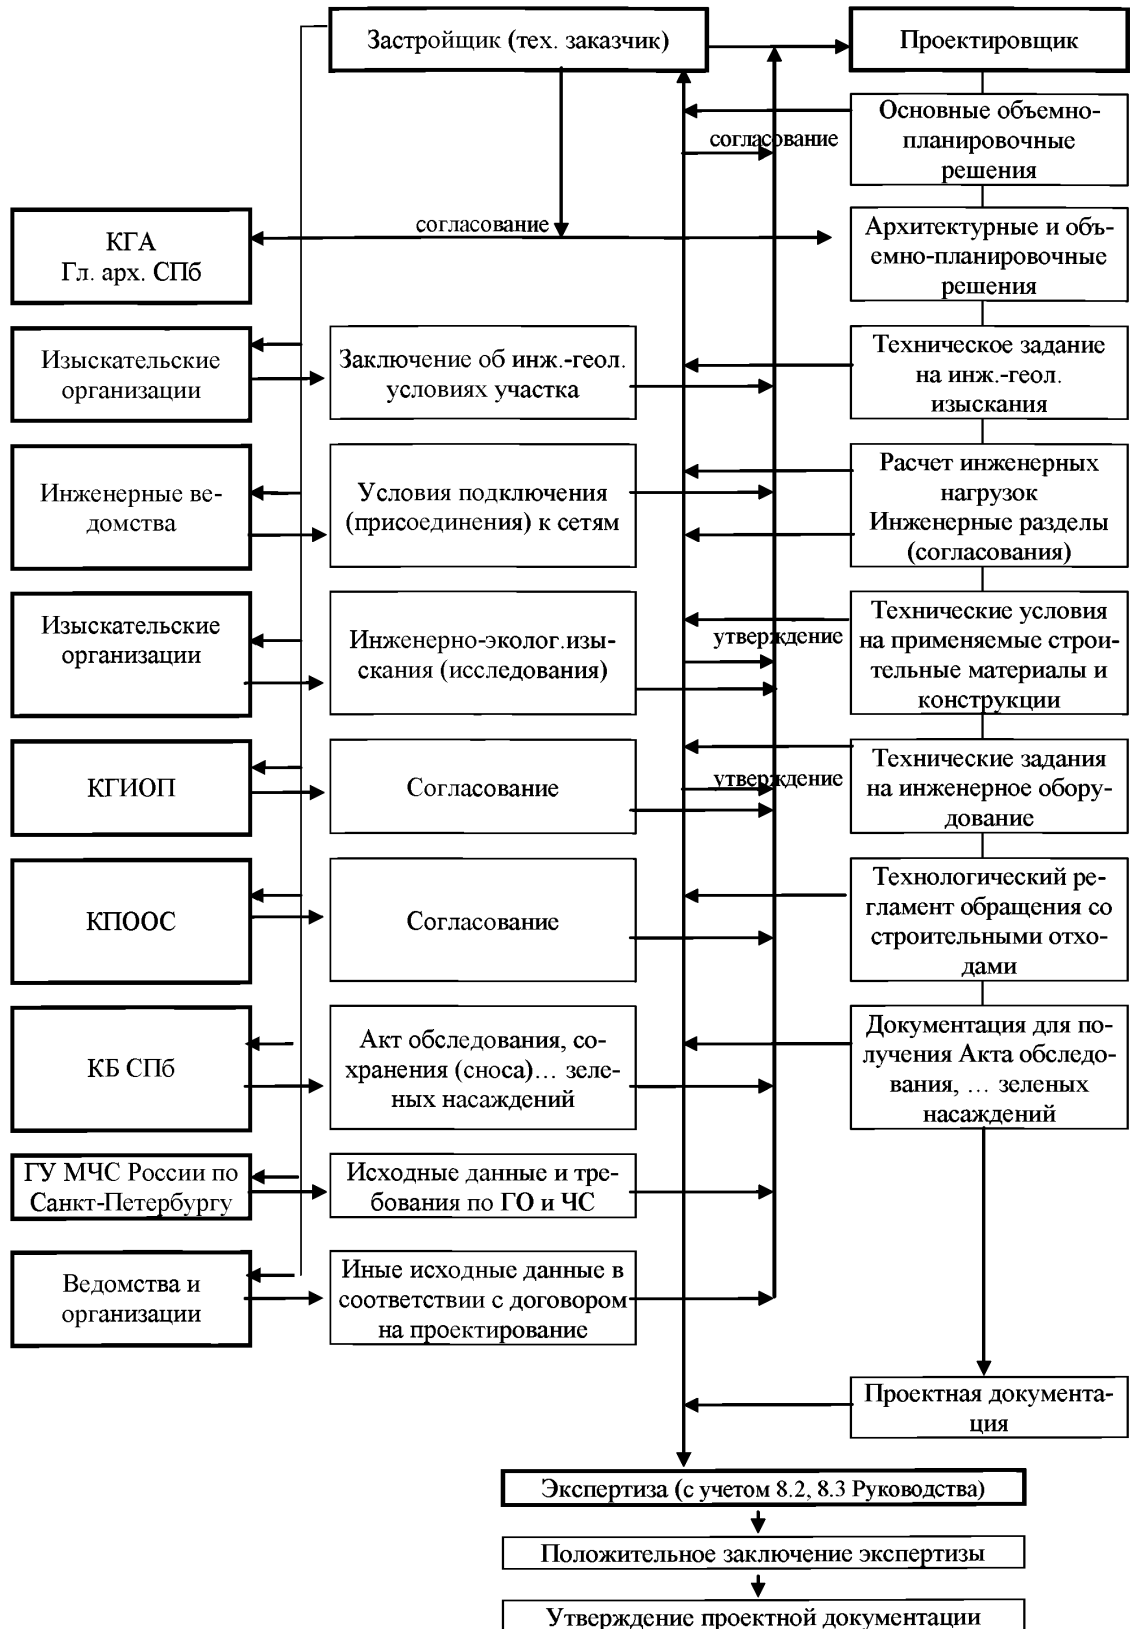 Застройщик (тех. заказчик)
Проектировщик
Основные объемно-
планировочные
решения
согласование
КГА
Гл. арх. СПб
согласование
Архитектурные и объ-
емно-планировочные
решения
Изыскательские
организации
Заключение об инж.-геол.
условиях участка
Техническое задание
на инж.-геол.
изыскания
Инженерные ве-
домства
Условия подключения
(присоединения) к сетям
Расчет инженерных
нагрузок
Инженерные разделы
(согласования)
Изыскательские
организации
Инженерно-эколог.изы-
скания (исследования)
утверждение
Технические условия
на применяемые строи-
тельные материалы и
конструкции
КГИОП
Согласование
утверждение
Технические задания
на инженерное обору-
дование
КПООС
Согласование
Технологический ре-
гламент обращения со
строительными отхо-
дами
КБ СПб
Акт обследования, со-
хранения (сноса)… зеле-
ных насаждений
Документация для по-
лучения Акта обследо-
вания, … зеленых
насаждений
ГУ МЧС России по
Санкт-Петербургу
Исходные данные и тре-
бования по ГО и ЧС
Ведомства и
организации
Иные исходные данные в
соответствии с договором
на проектирование
Проектная документа-
ция
Экспертиза (с учетом 8.2, 8.3 Руководства)
Положительное заключение экспертизы
Утверждение проектной документации